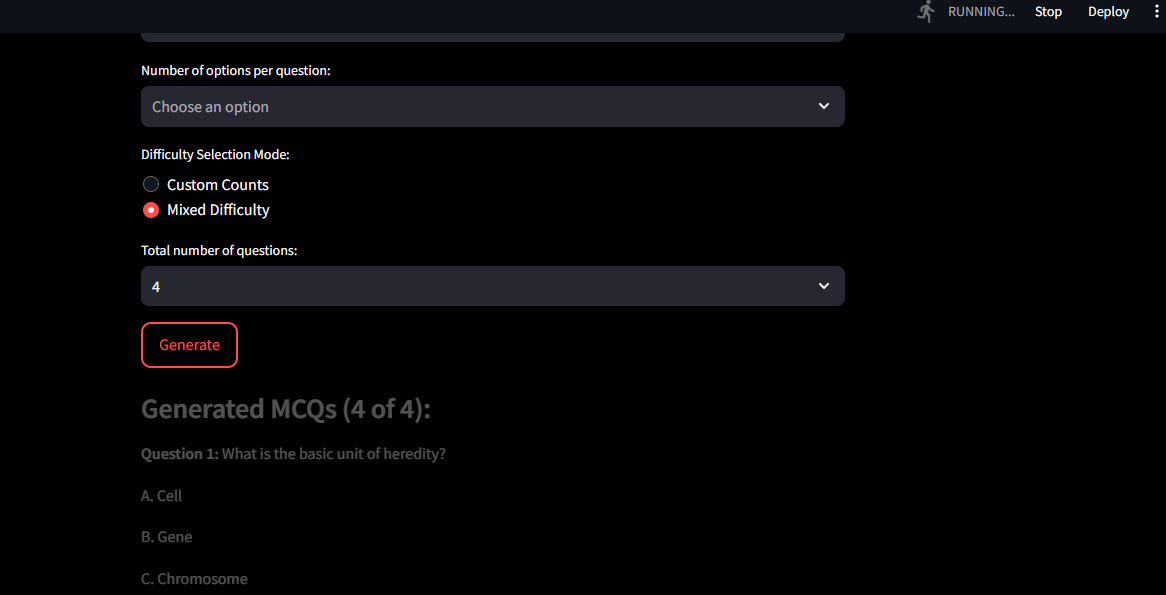 RUNNING...
Stop
Deploy
Number of options per question:
Choose an option
Difficulty Selection Mode:
Custom Counts
Mixed Difficulty
Total number of questions:
4
Generate
Generated MCQs (4 of 4):
Question 1: What is the basic unit of heredity?
A. Cell
B. Gene
C. Chromosome